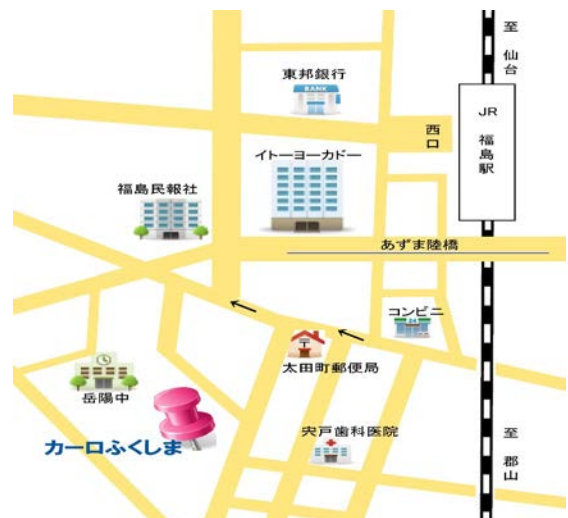 至 仙台
東邦銀行
BANK
JR 福島駅
西口
イトーヨーカドー
福島民報社
あずま陸橋
コンビニ
24
太田町郵便局
岳陽中
カーロふくしま
宍戸歯科医院
至 郡山